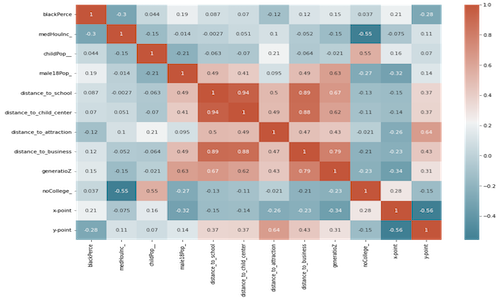 blackPerce 1 -0.3 0.044 0.19 0.087 0.07 -0.12 0.12 0.15 0.037 0.21 -0.28
medHouInc_ -0.3 1 -0.15 -0.014 -0.0027 0.051 0.1 -0.052 -0.15 -0.55 -0.075 0.11
childPop__ 0.044 -0.15 1 -0.21 -0.063 -0.07 0.21 -0.064 -0.021 0.55 0.16 0.07
male18Pop_ 0.19 -0.014 -0.21 1 0.49 0.41 0.095 0.49 0.63 -0.27 -0.32 0.14
distance_to_school 0.087 -0.0027 -0.063 0.49 1 0.94 0.5 0.89 0.67 -0.13 -0.15 0.37
distance_to_child_center 0.07 0.051 -0.07 0.41 0.94 1 0.49 0.88 0.62 -0.11 -0.14 0.37
distance_to_attraction -0.12 0.1 0.21 0.095 0.5 0.49 1 0.47 0.43 -0.021 -0.26 0.64
distance_to_business 0.12 -0.052 -0.064 0.49 0.89 0.88 0.47 1 0.79 -0.21 -0.23 0.43
generatioZ 0.15 -0.15 -0.021 0.63 0.67 0.62 0.43 0.79 1 -0.23 -0.34 0.31
noCollege_ 0.037 -0.55 0.55 -0.27 -0.13 -0.11 -0.021 -0.21 -0.23 1 0.28 -0.15
x-point 0.21 -0.075 0.16 -0.32 -0.15 -0.14 -0.26 -0.23 -0.34 0.28 1 -0.56
y-point -0.28 0.11 0.07 0.14 0.37 0.37 0.64 0.43 0.31 -0.15 -0.56 1
blackPerce medHouInc_ childPop__ male18Pop_ distance_to_school distance_to_child_center distance_to_attraction distance_to_business generatioZ noCollege_ x-point y-point
1.0
0.8
0.6
0.4
0.2
0.0
-0.2
-0.4